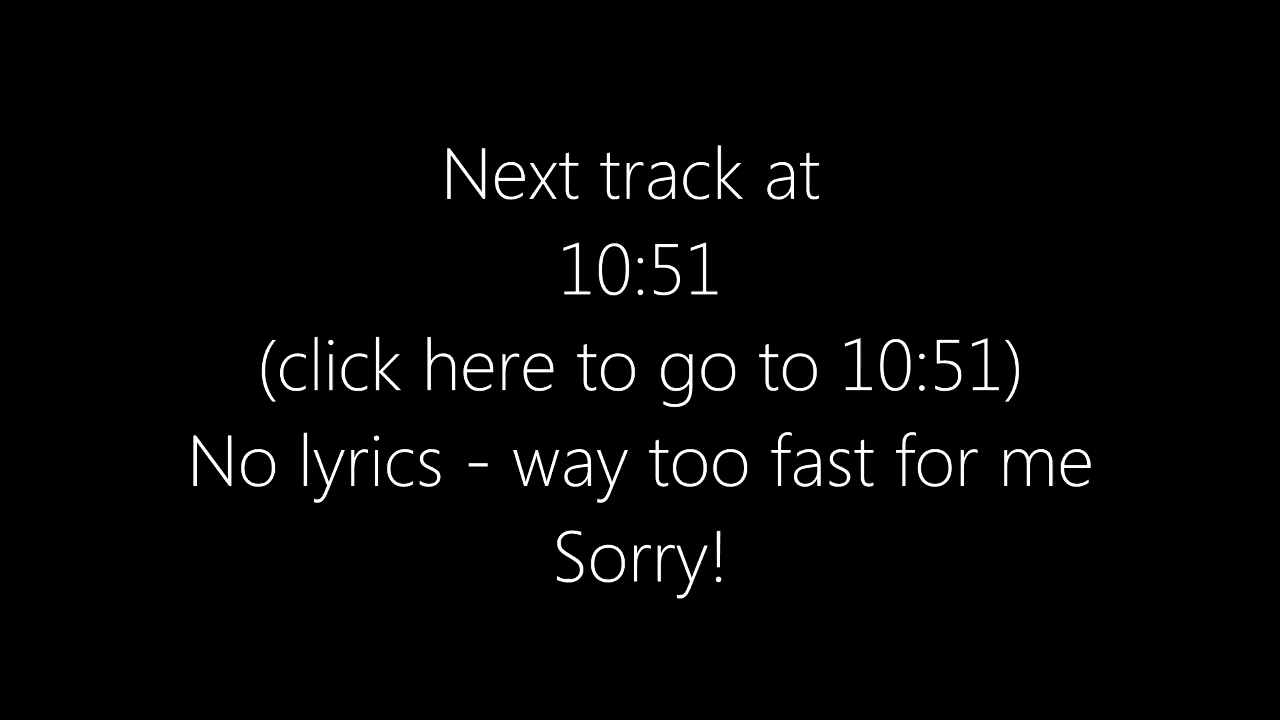 Next track at
10:51
(click here to go to 10:51)
No lyrics - way too fast for me
Sorry!